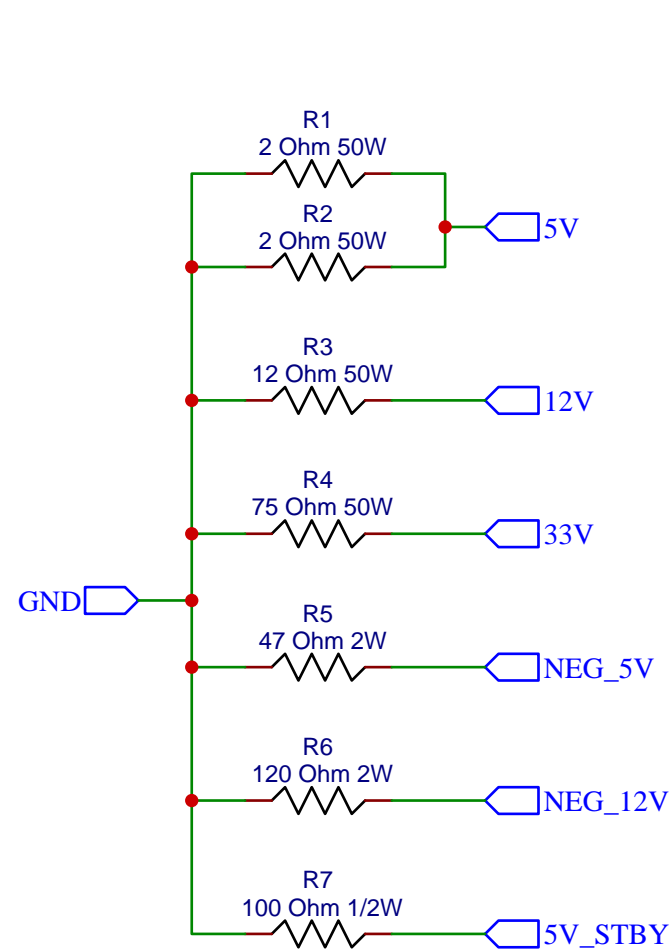 R1
2 Ohm 50W
R2
2 Ohm 50W
5V
R3
12 Ohm 50W
12V
R4
75 Ohm 50W
33V
GND
R5
47 Ohm 2W
NEG_5V
R6
120 Ohm 2W
NEG_12V
R7
100 Ohm 1/2W
5V_STBY